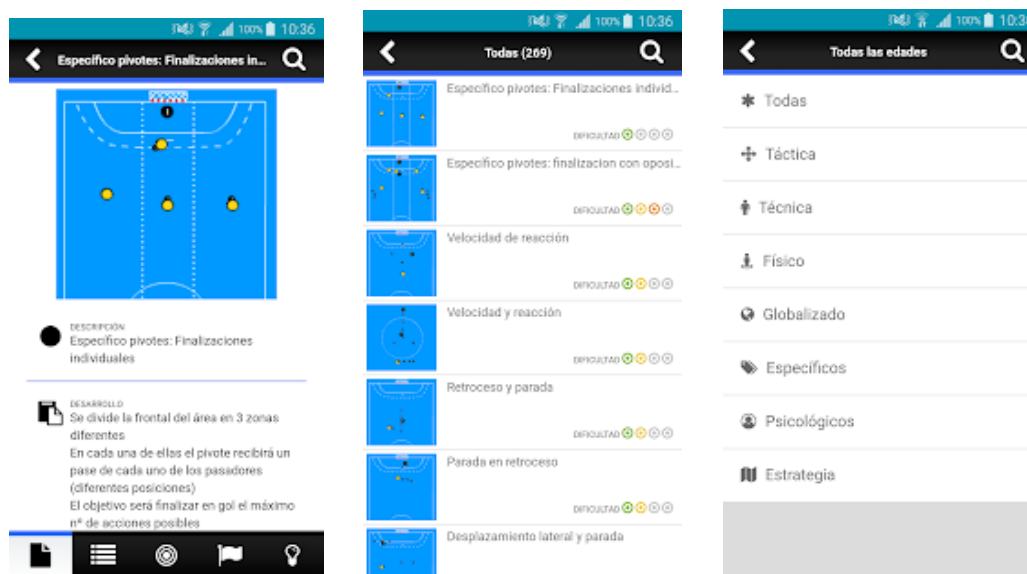 100% 10:36
Específico pivotes: Finalizaciones in...
DESCRIPCIÓN
Específico pivotes: Finalizaciones
individuales
DESARROLLO
Se divide la frontal del área en 3 zonas
diferentes
En cada una de ellas el pivote recibirá un
pase de cada uno de los pasadores
(diferentes posiciones)
El objetivo será finalizar en gol el máximo
nº de acciones posibles
100% 10:36
Todas (269)
Específico pivotes: Finalizaciones individ...
DIFICULTAD
Específico pivotes: finalizacion con oposi...
DIFICULTAD
Velocidad de reacción
DIFICULTAD
Velocidad y reacción
DIFICULTAD
Retroceso y parada
DIFICULTAD
Parada en retroceso
DIFICULTAD
Desplazamiento lateral y parada
100% 10:3
Todas las edades
Todas
Táctica
Técnica
Físico
Globalizado
Específicos
Psicológicos
Estrategia